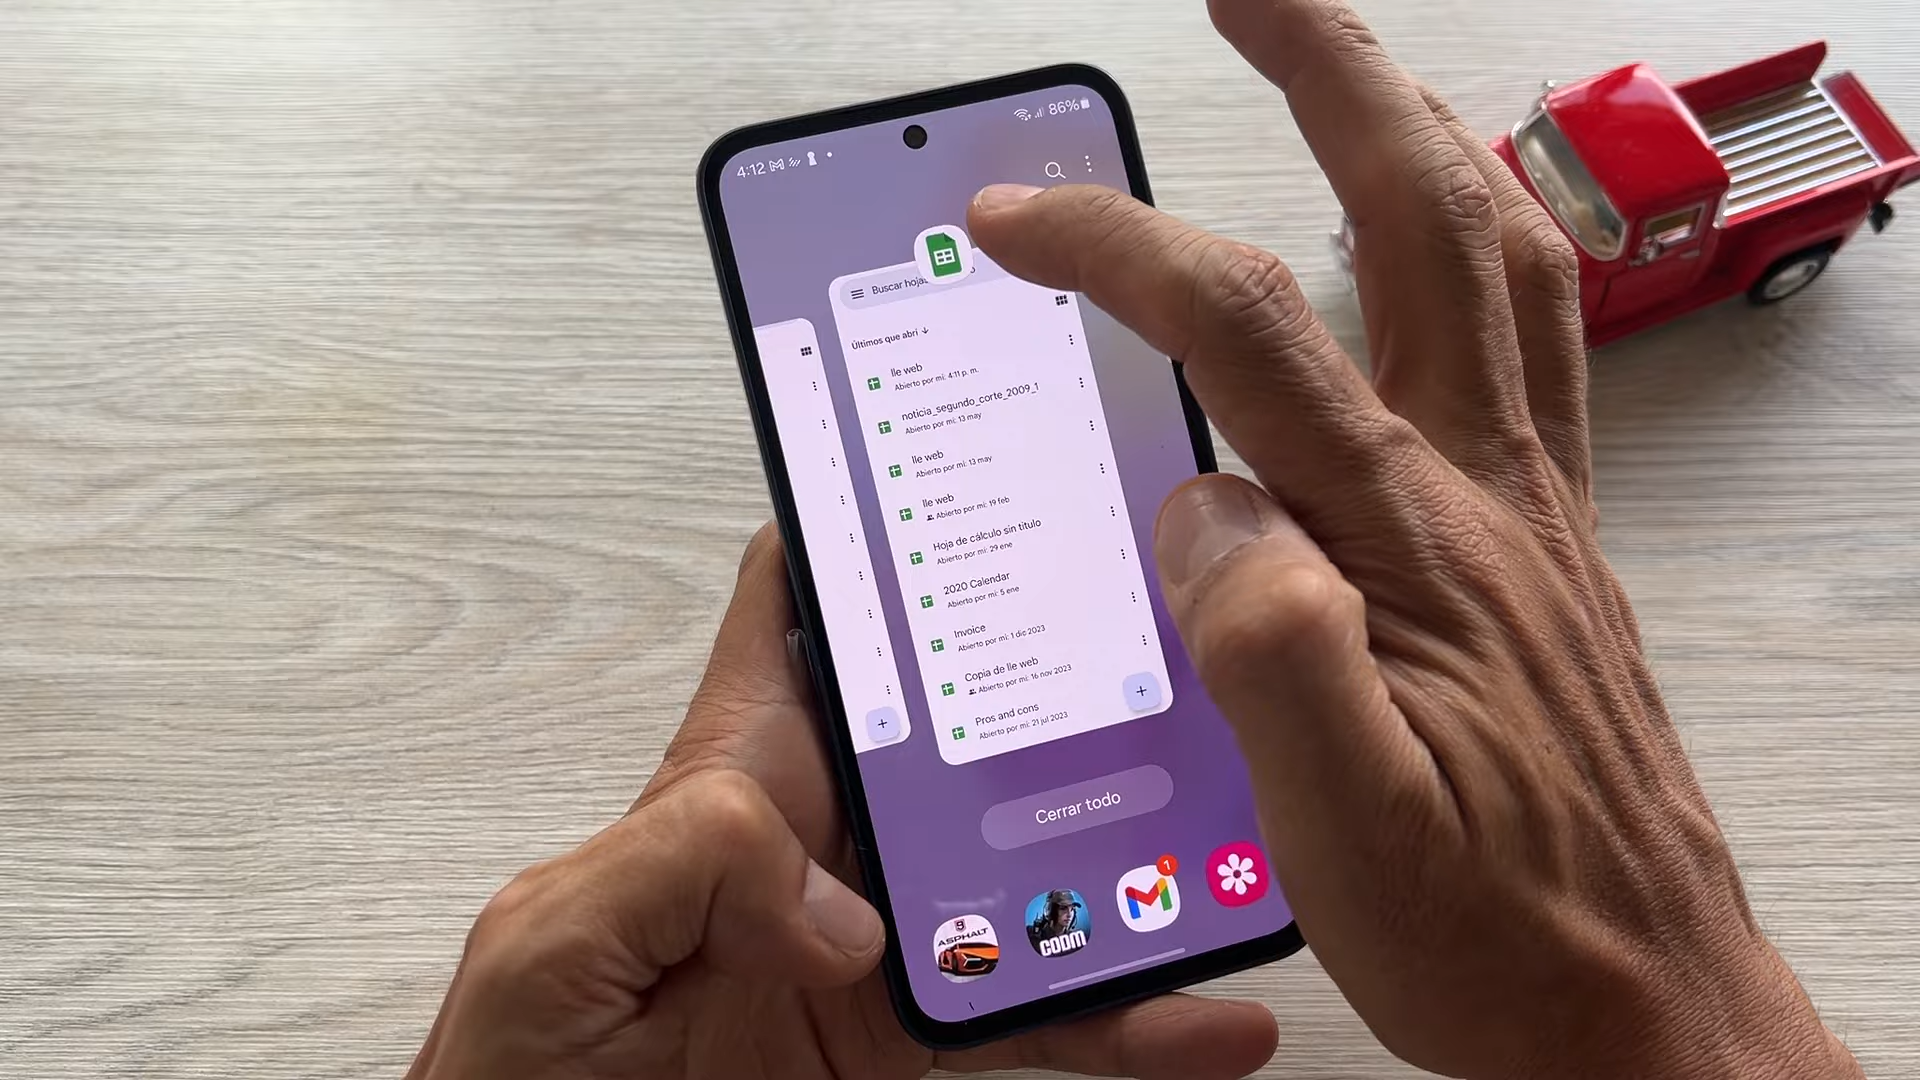 4:12
86%
Buscar hojas
Últimos que abrí
lle web
Abierto por mí: 4:11 p. m.
noticia_segundo_corte_2009_1
Abierto por mí: 13 may
lle web
Abierto por mí: 13 may
lle web
Abierto por mí: 19 feb
Hoja de cálculo sin título
Abierto por mí: 29 ene
2020 Calendar
Abierto por mí: 5 ene
Invoice
Abierto por mí: 1 dic 2023
Copia de lle web
Abierto por mí: 16 nov 2023
Pros and cons
Abierto por mí: 21 jul 2023
Cerrar todo
ASPHALT
CODM
1